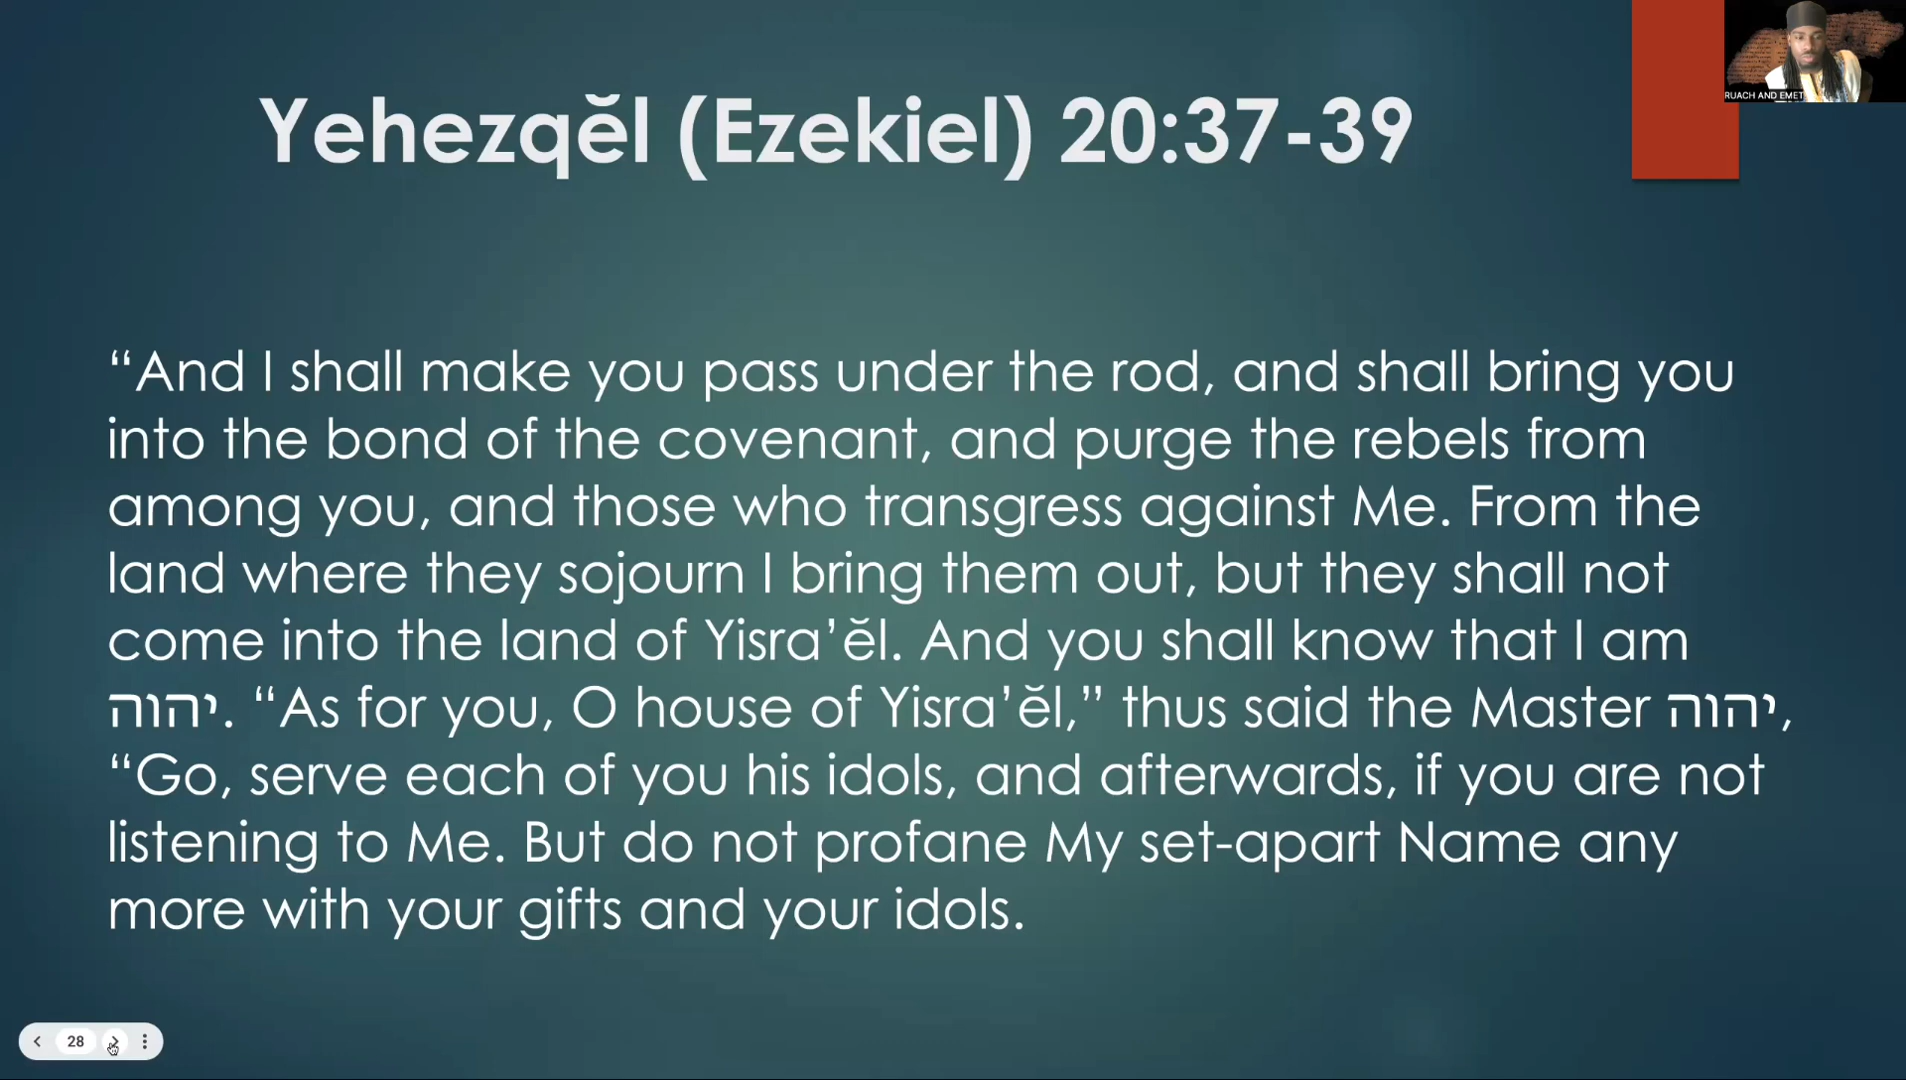 RUACH AND EMET
Yehezqĕl (Ezekiel) 20:37-39
“And I shall make you pass under the rod, and shall bring you
into the bond of the covenant, and purge the rebels from
among you, and those who transgress against Me. From the
land where they sojourn I bring them out, but they shall not
come into the land of Yisra’ĕl. And you shall know that I am
יהוה. “As for you, O house of Yisra’ĕl,” thus said the Master יהוה,
“Go, serve each of you his idols, and afterwards, if you are not
listening to Me. But do not profane My set-apart Name any
more with your gifts and your idols.
28